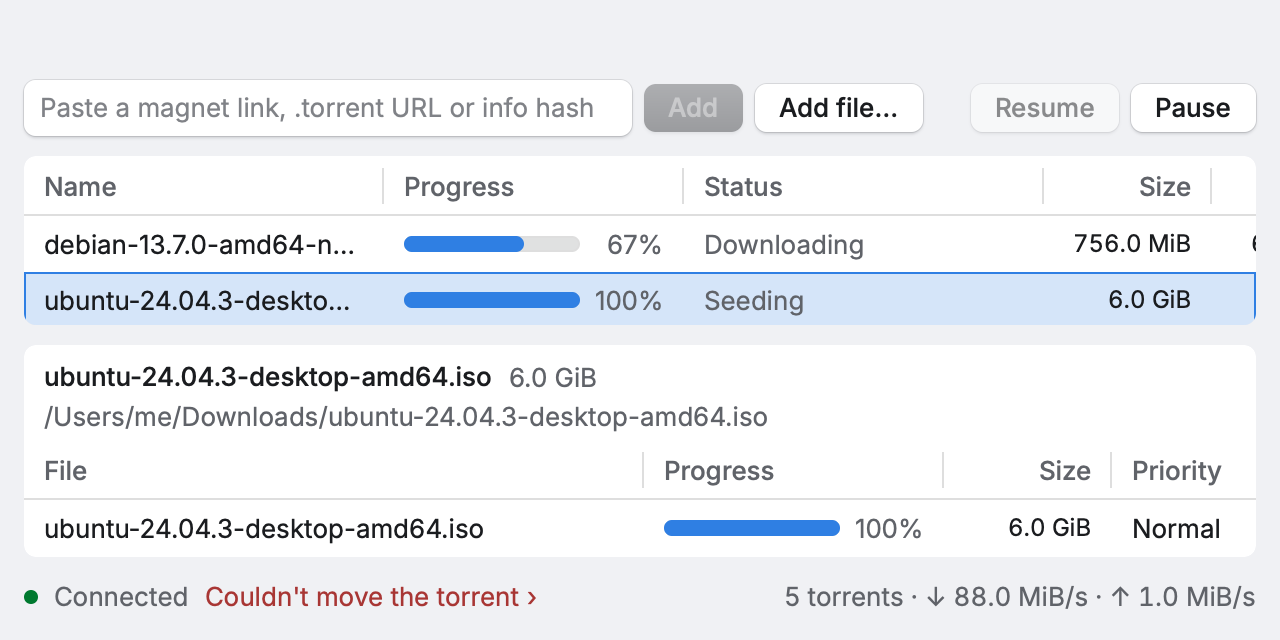 Paste a magnet link, .torrent URL or info hash Add Add file... Resume Pause
Name Progress Status Size
debian-13.7.0-amd64-n... 67% Downloading 756.0 MiB
ubuntu-24.04.3-deskto... 100% Seeding 6.0 GiB
ubuntu-24.04.3-desktop-amd64.iso 6.0 GiB
/Users/me/Downloads/ubuntu-24.04.3-desktop-amd64.iso
File Progress Size Priority
ubuntu-24.04.3-desktop-amd64.iso 100% 6.0 GiB Normal
Connected Couldn't move the torrent › 5 torrents · ↓ 88.0 MiB/s · ↑ 1.0 MiB/s